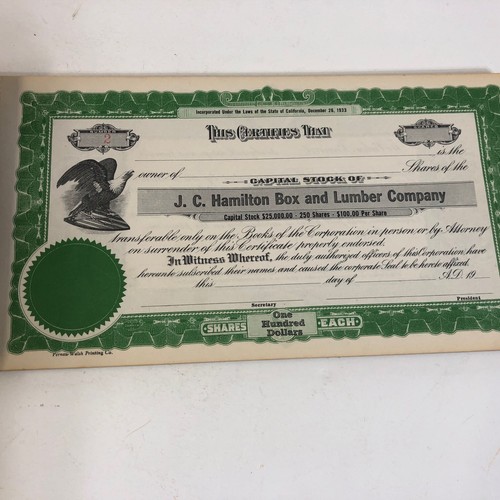 Incorporated Under the Laws of the State of California, December 28, 1933
NUMBER
2
THIS CERTIFIES THAT
is the
owner of
Shares of the
CAPITAL STOCK OF
J. C. Hamilton Box and Lumber Company
Capital Stock $25,000.00 - 250 Shares - $100.00 Per Share
transferable only on the Books of the Corporation in person or by Attorney
on surrender of this Certificate properly endorsed.
In Witness Whereof, the duly authorized officers of this Corporation have
hereunto subscribed their names and caused the corporate Seal to be hereto affixed
this day of A.D. 19
Secretary President
SHARES One Hundred Dollars EACH
Vernon Walsh Printing Co.